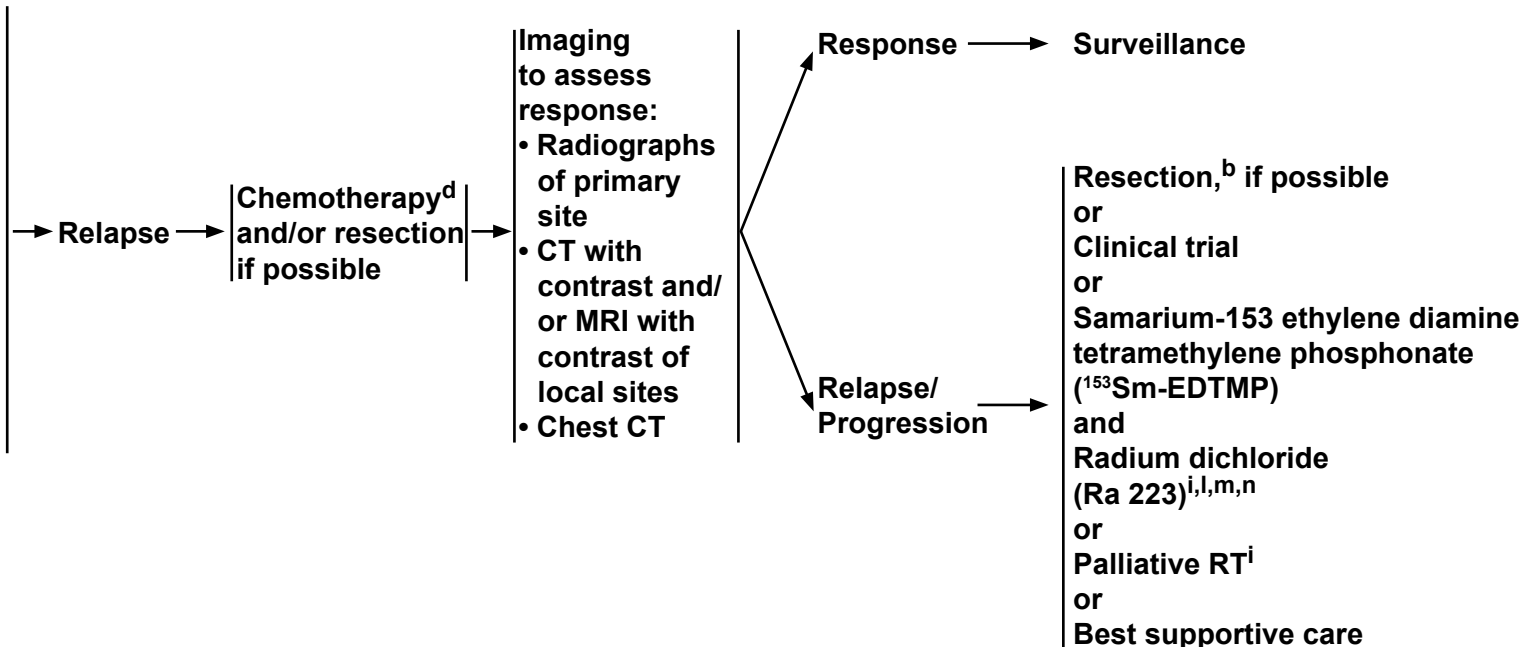 Relapse
Chemotherapyᵈ
and/or resection
if possible
Imaging
to assess
response:
• Radiographs
of primary
site
• CT with
contrast and/
or MRI with
contrast of
local sites
• Chest CT
Response
Surveillance
Relapse/
Progression
Resection,ᵇ if possible
or
Clinical trial
or
Samarium-153 ethylene diamine
tetramethylene phosphonate
(¹⁵³Sm-EDTMP)
and
Radium dichloride
(Ra 223)ⁱ,ˡ,ᵐ,ⁿ
or
Palliative RTⁱ
or
Best supportive care